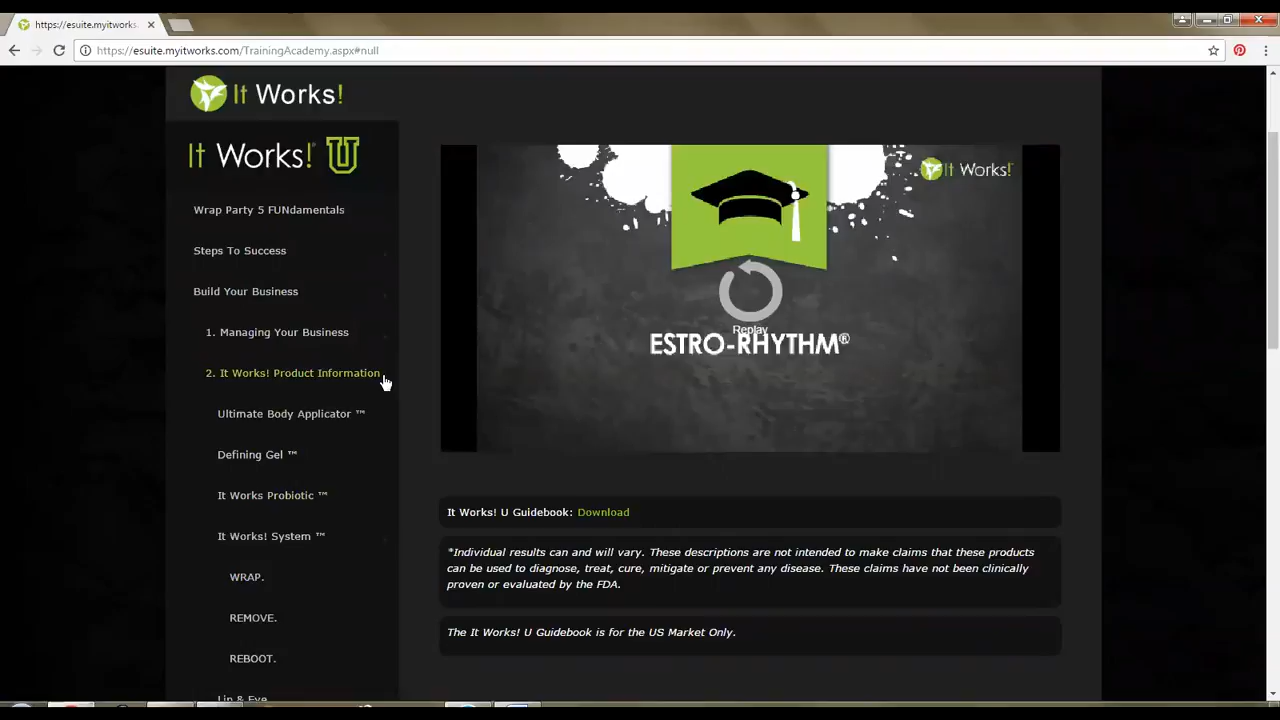 https://esuite.myitworks
https://esuite.myitworks.com/TrainingAcademy.aspx#null
It Works!
It Works!® U
Wrap Party 5 FUNdamentals
Steps To Success
Build Your Business
1. Managing Your Business
2. It Works! Product Information
Ultimate Body Applicator ™
Defining Gel ™
It Works Probiotic ™
It Works! System ™
WRAP.
REMOVE.
REBOOT.
Lip & Eye
It Works!
Replay
ESTRO-RHYTHM®
It Works! U Guidebook: Download
*Individual results can and will vary. These descriptions are not intended to make claims that these products
can be used to diagnose, treat, cure, mitigate or prevent any disease. These claims have not been clinically
proven or evaluated by the FDA.
The It Works! U Guidebook is for the US Market Only.